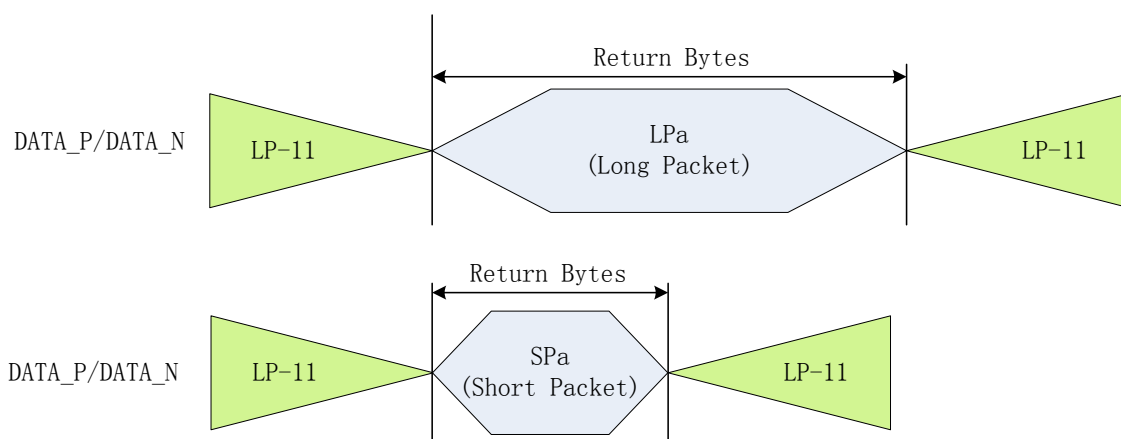 Return Bytes
DATA_P/DATA_N
LP-11
LPa
(Long Packet)
LP-11
Return Bytes
DATA_P/DATA_N
LP-11
SPa
(Short Packet)
LP-11